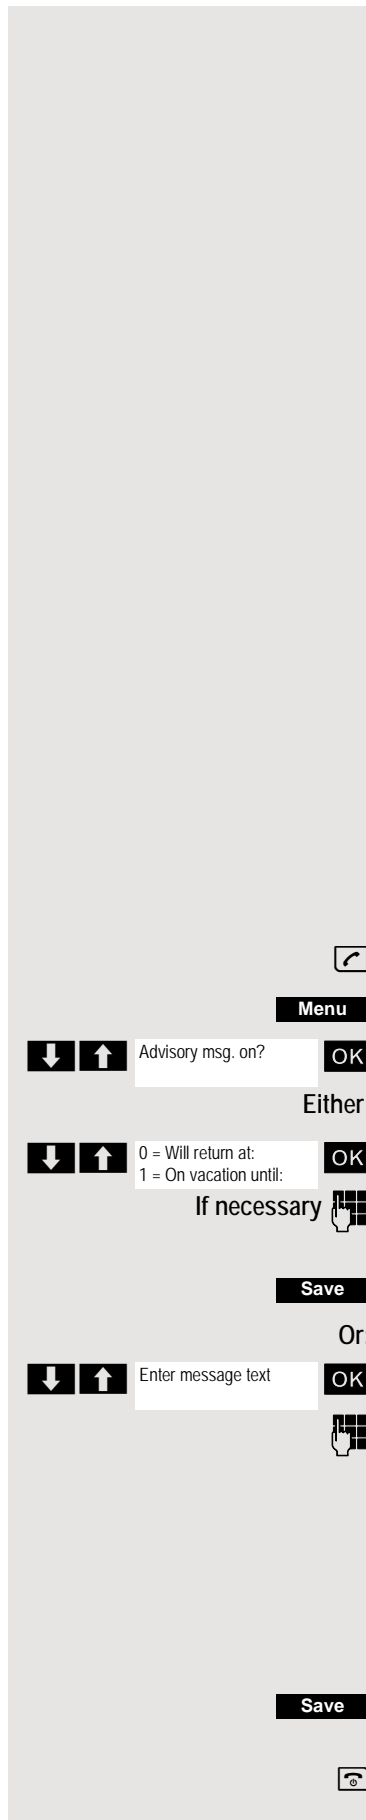 Menu
Advisory msg. on?
OK
Either
0 = Will return at:
1 = On vacation until:
OK
If necessary
Save
Or:
Enter message text
OK
Save